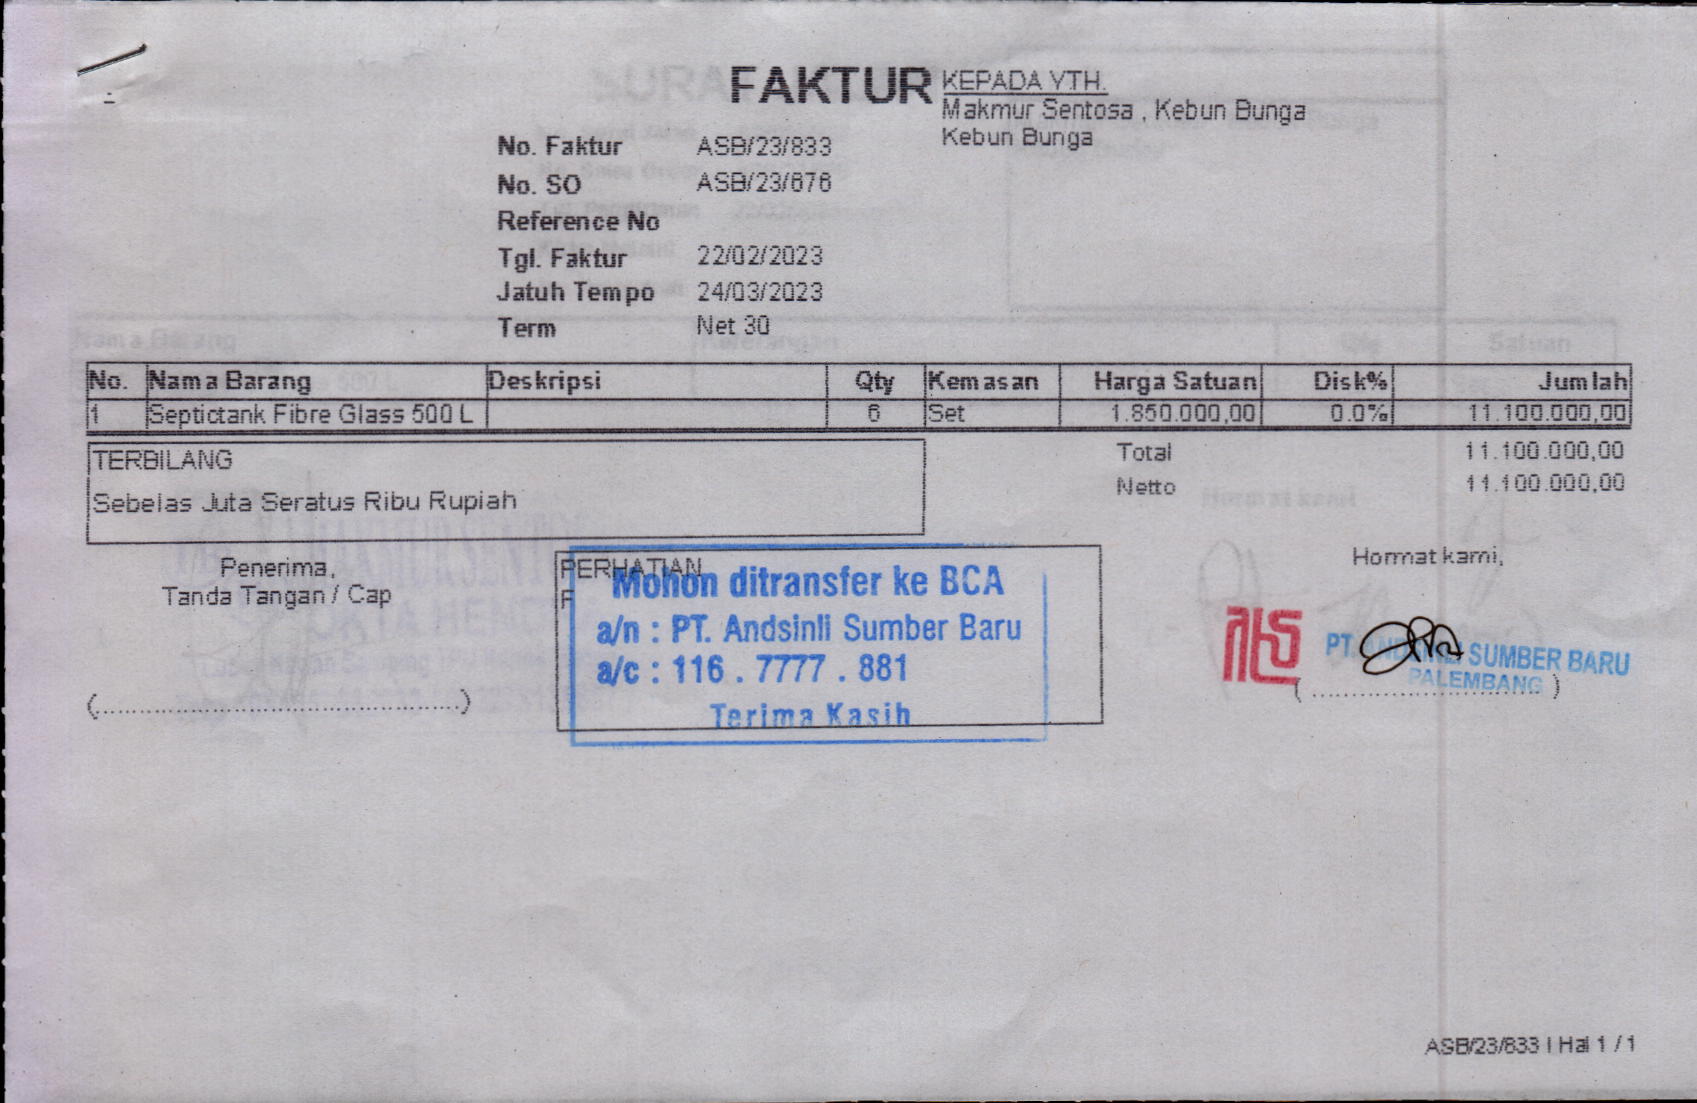 FAKTUR
KEPADA YTH.
Makmur Sentosa , Kebun Bunga
Kebun Bunga
No. Faktur ASB/23/833
No. SO ASB/23/876
Reference No
Tgl. Faktur 22/02/2023
Jatuh Tempo 24/03/2023
Term Net 30
No. Nama Barang Deskripsi Qty Kemasan Harga Satuan Disk% Jumlah
1 Septictank Fibre Glass 500 L 6 Set 1.850.000,00 0.0% 11.100.000,00
TERBILANG
Sebelas Juta Seratus Ribu Rupiah
Total 11.100.000,00
Netto 11.100.000,00
Penerima,
Tanda Tangan / Cap
(................................................)
PERHATIAN
Mohon ditransfer ke BCA
a/n : PT. Andsinli Sumber Baru
a/c : 116 . 7777 . 881
Terima Kasih
Hormat kami,
PT. ANDSINLI SUMBER BARU
PALEMBANG
(................................)
ASB/23/833 | Hal 1 / 1